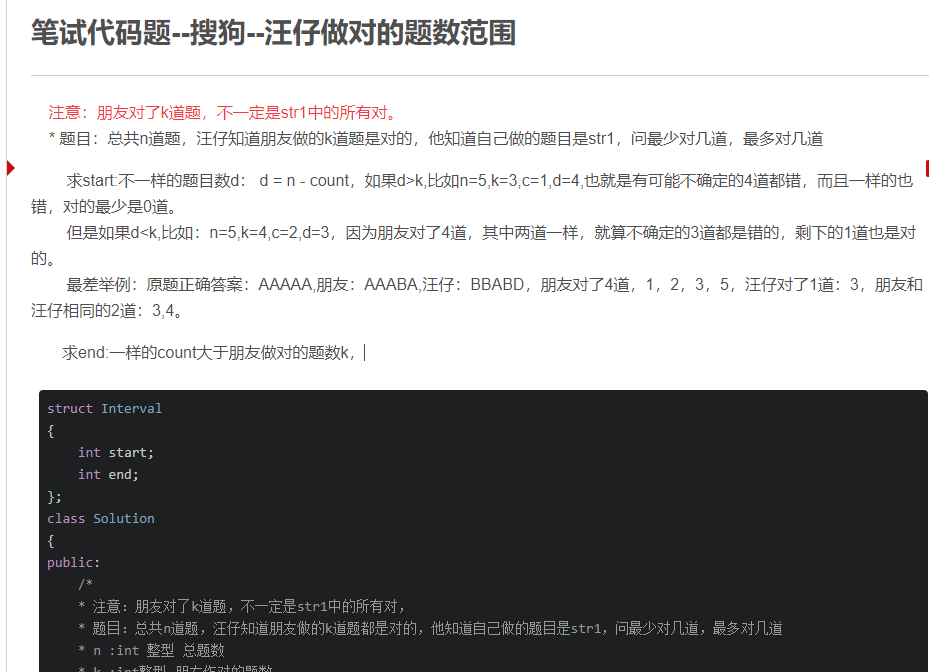 笔试代码题--搜狗--汪仔做对的题数范围
注意：朋友对了k道题，不一定是str1中的所有对。
* 题目：总共n道题，汪仔知道朋友做的k道题是对的，他知道自己做的题目是str1，问最少对几道，最多对几道
求start:不一样的题目数d： d = n - count，如果d>k,比如n=5,k=3,c=1,d=4,也就是有可能不确定的4道都错，而且一样的也
错，对的最少是0道。
但是如果d<k,比如：n=5,k=4,c=2,d=3，因为朋友对了4道，其中两道一样，就算不确定的3道都是错的，剩下的1道也是对
的。
最差举例：原题正确答案：AAAAA,朋友：AAABA,汪仔：BBABD，朋友对了4道，1，2，3，5，汪仔对了1道：3，朋友和
汪仔相同的2道：3,4。
求end:一样的count大于朋友做对的题数k，
struct Interval
{
int start;
int end;
};
class Solution
{
public:
/*
* 注意：朋友对了k道题，不一定是str1中的所有对，
* 题目：总共n道题，汪仔知道朋友做的k道题都是对的，他知道自己做的题目是str1，问最少对几道，最多对几道
* n :int 整型 总题数
* k :int整型 朋友作对的题数